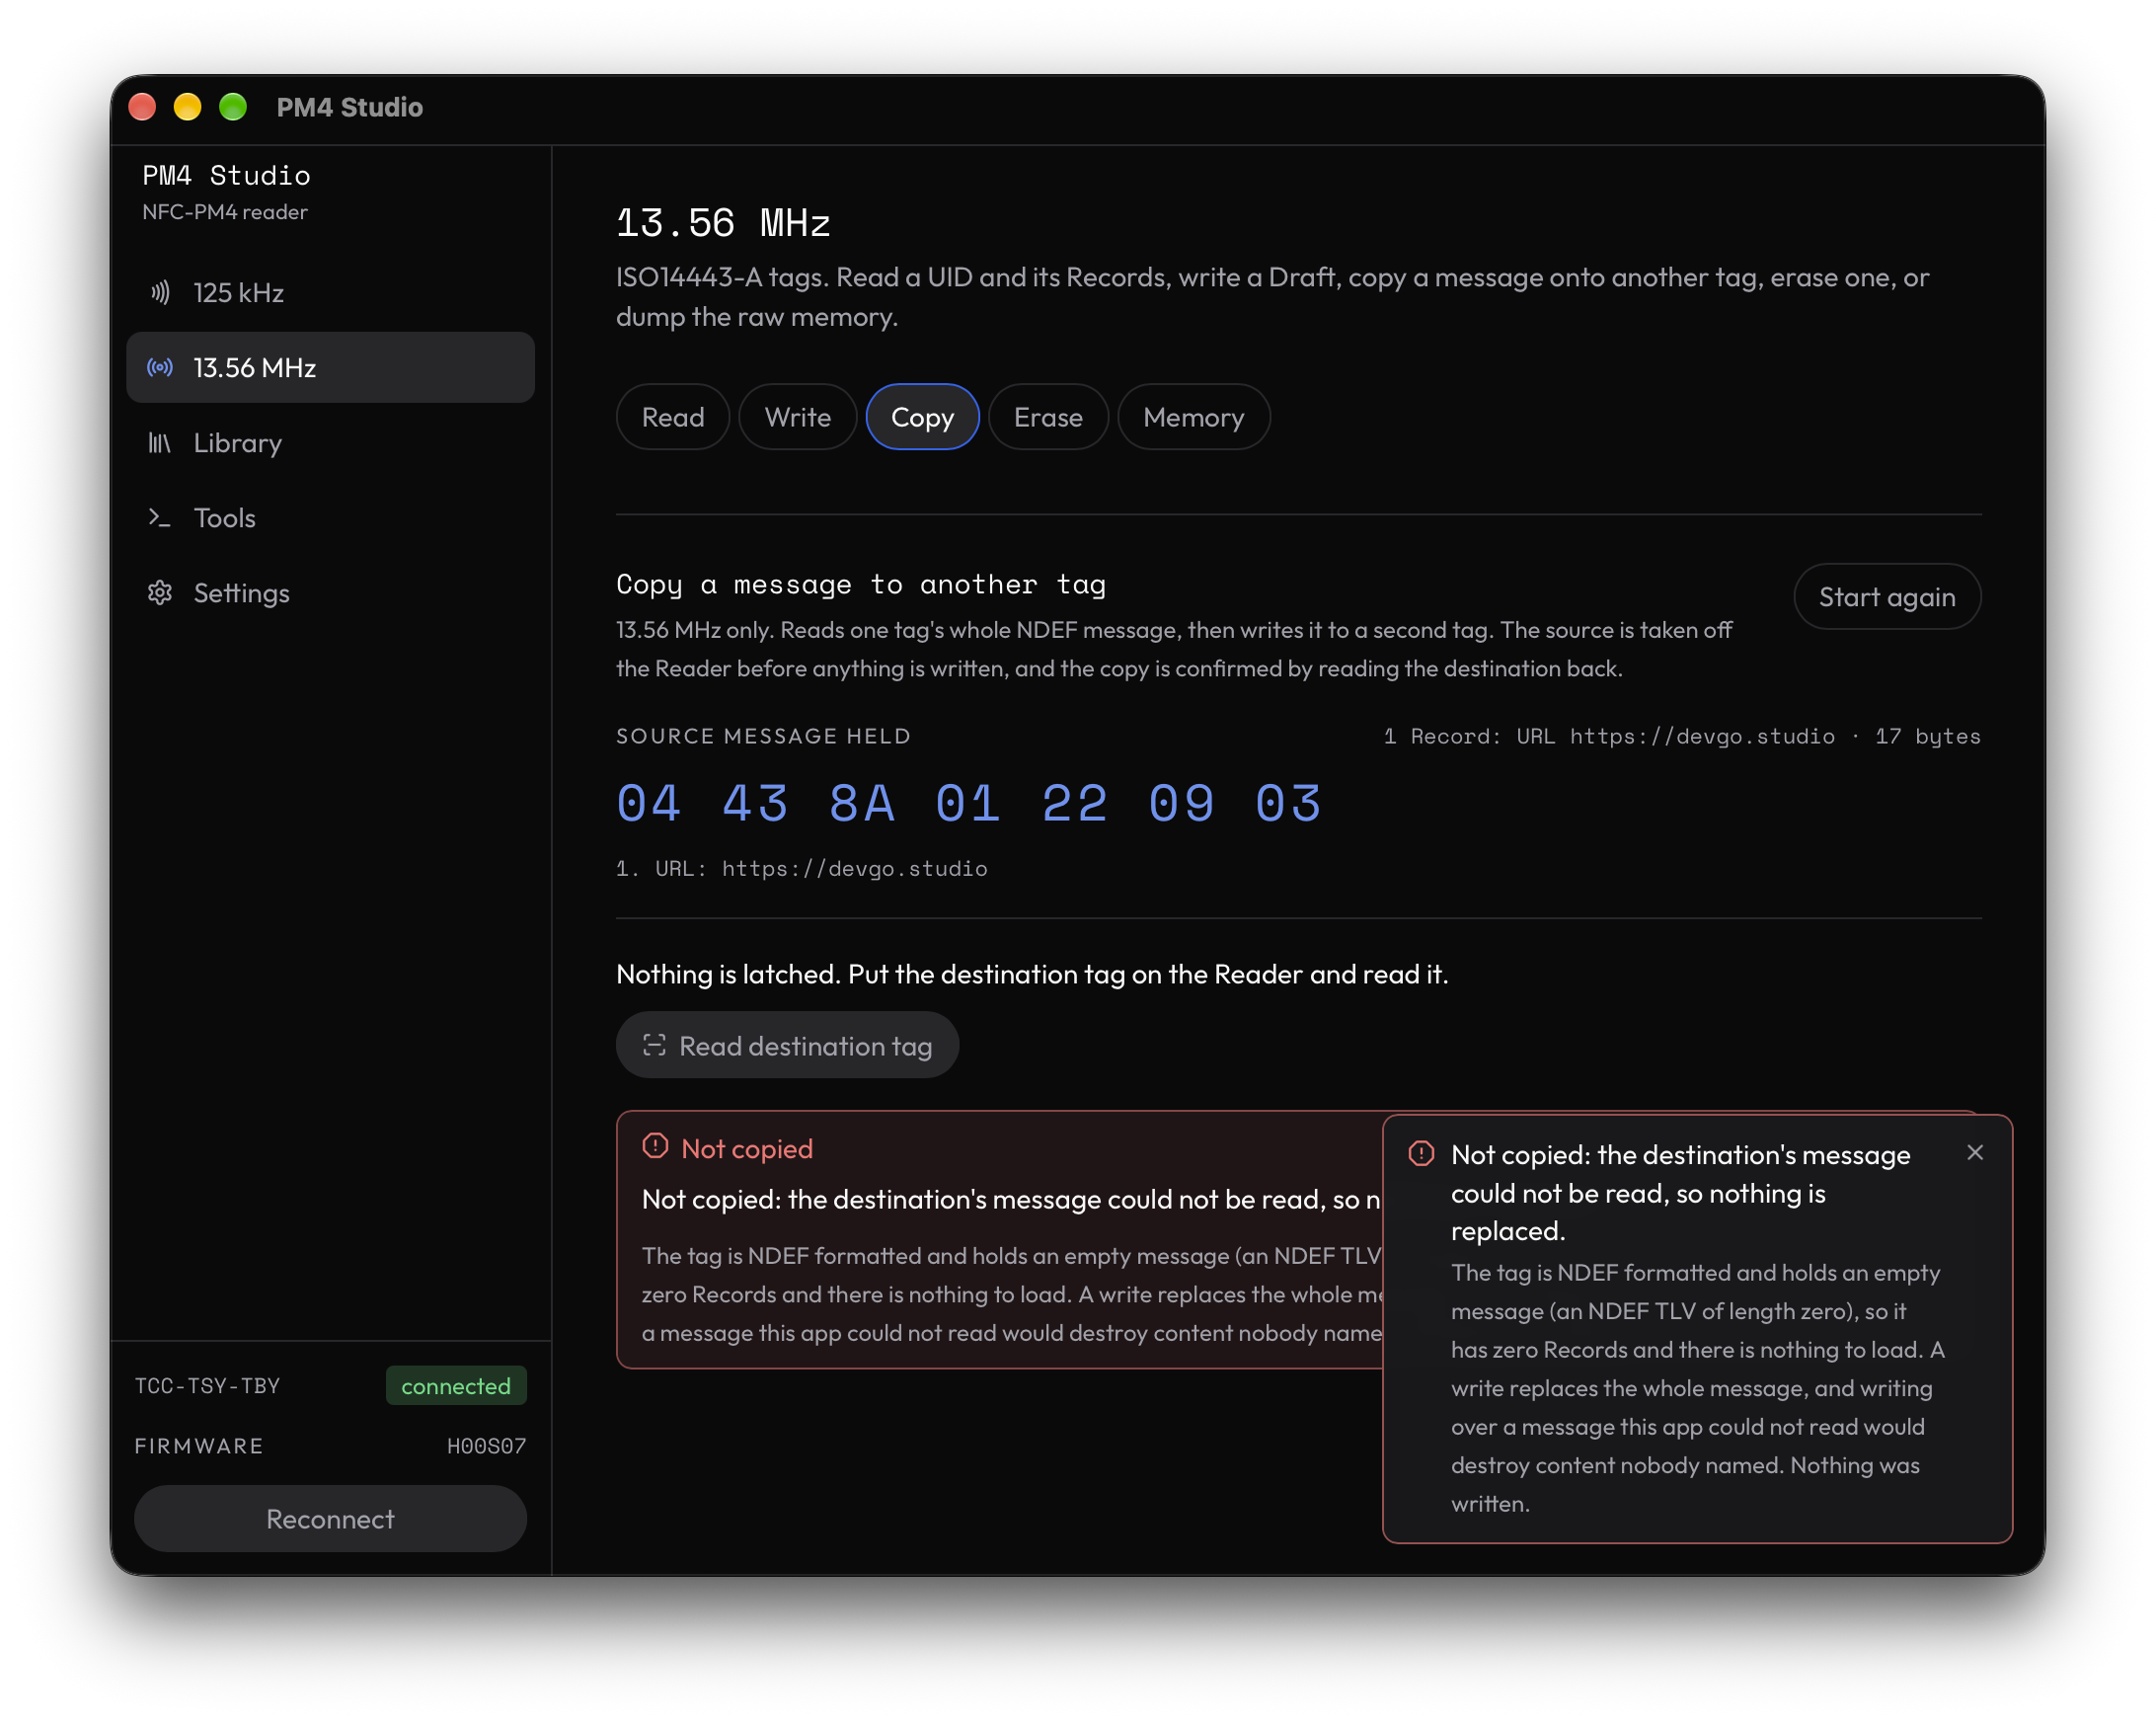 PM4 Studio
PM4 Studio
NFC-PM4 reader
125 kHz
13.56 MHz
Library
Tools
Settings
TCC-TSY-TBY
connected
FIRMWARE
H00S07
Reconnect
13.56 MHz
ISO14443-A tags. Read a UID and its Records, write a Draft, copy a message onto another tag, erase one, or
dump the raw memory.
Read
Write
Copy
Erase
Memory
Copy a message to another tag
Start again
13.56 MHz only. Reads one tag's whole NDEF message, then writes it to a second tag. The source is taken off
the Reader before anything is written, and the copy is confirmed by reading the destination back.
SOURCE MESSAGE HELD
1 Record: URL https://devgo.studio · 17 bytes
04 43 8A 01 22 09 03
1. URL: https://devgo.studio
Nothing is latched. Put the destination tag on the Reader and read it.
Read destination tag
Not copied
Not copied: the destination's message could not be read, so n
The tag is NDEF formatted and holds an empty message (an NDEF TLV
zero Records and there is nothing to load. A write replaces the whole me
a message this app could not read would destroy content nobody name
Not copied: the destination's message
could not be read, so nothing is
replaced.
The tag is NDEF formatted and holds an empty
message (an NDEF TLV of length zero), so it
has zero Records and there is nothing to load. A
write replaces the whole message, and writing
over a message this app could not read would
destroy content nobody named. Nothing was
written.